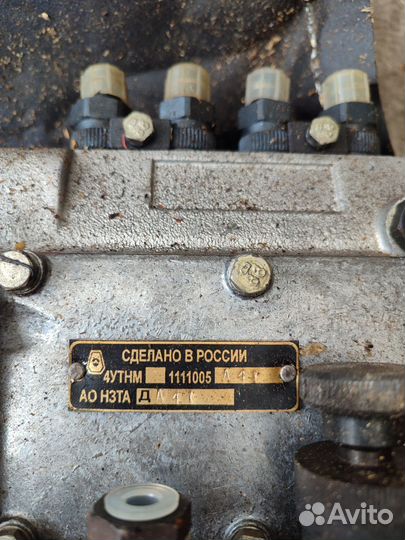 СДЕЛАНО В РОССИИ
4УТНМ 1111005
АО НЗТА Д
Avito